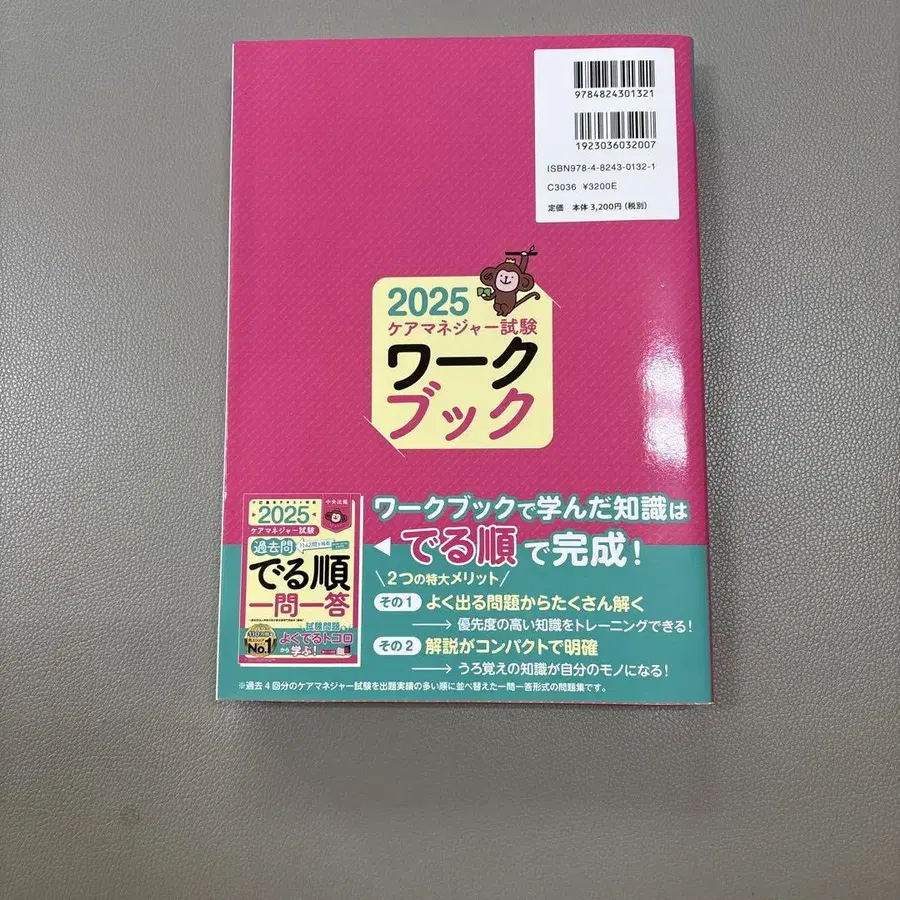 9784824301321
1923036032007
ISBN978-4-8243-0132-1
C3036 ¥3200E
定価 本体 3,200円(税別)
2025
ケアマネジャー試験
ワーク
ブック
中央法規
2025
ケアマネジャー試験
過去問
でる順
一問一答
試験問題
よくでるトコロ
から学ぶ!
No.1
ワークブックで学んだ知識は
でる順で完成!
2つの特大メリット
その1 よく出る問題からたくさん解く
→優先度の高い知識をトレーニングできる!
その2 解説がコンパクトで明確
→うろ覚えの知識が自分のモノになる!
※過去4回分のケアマネジャー試験を出題実績の多い順に並べ替えた一問一答形式の問題集です。